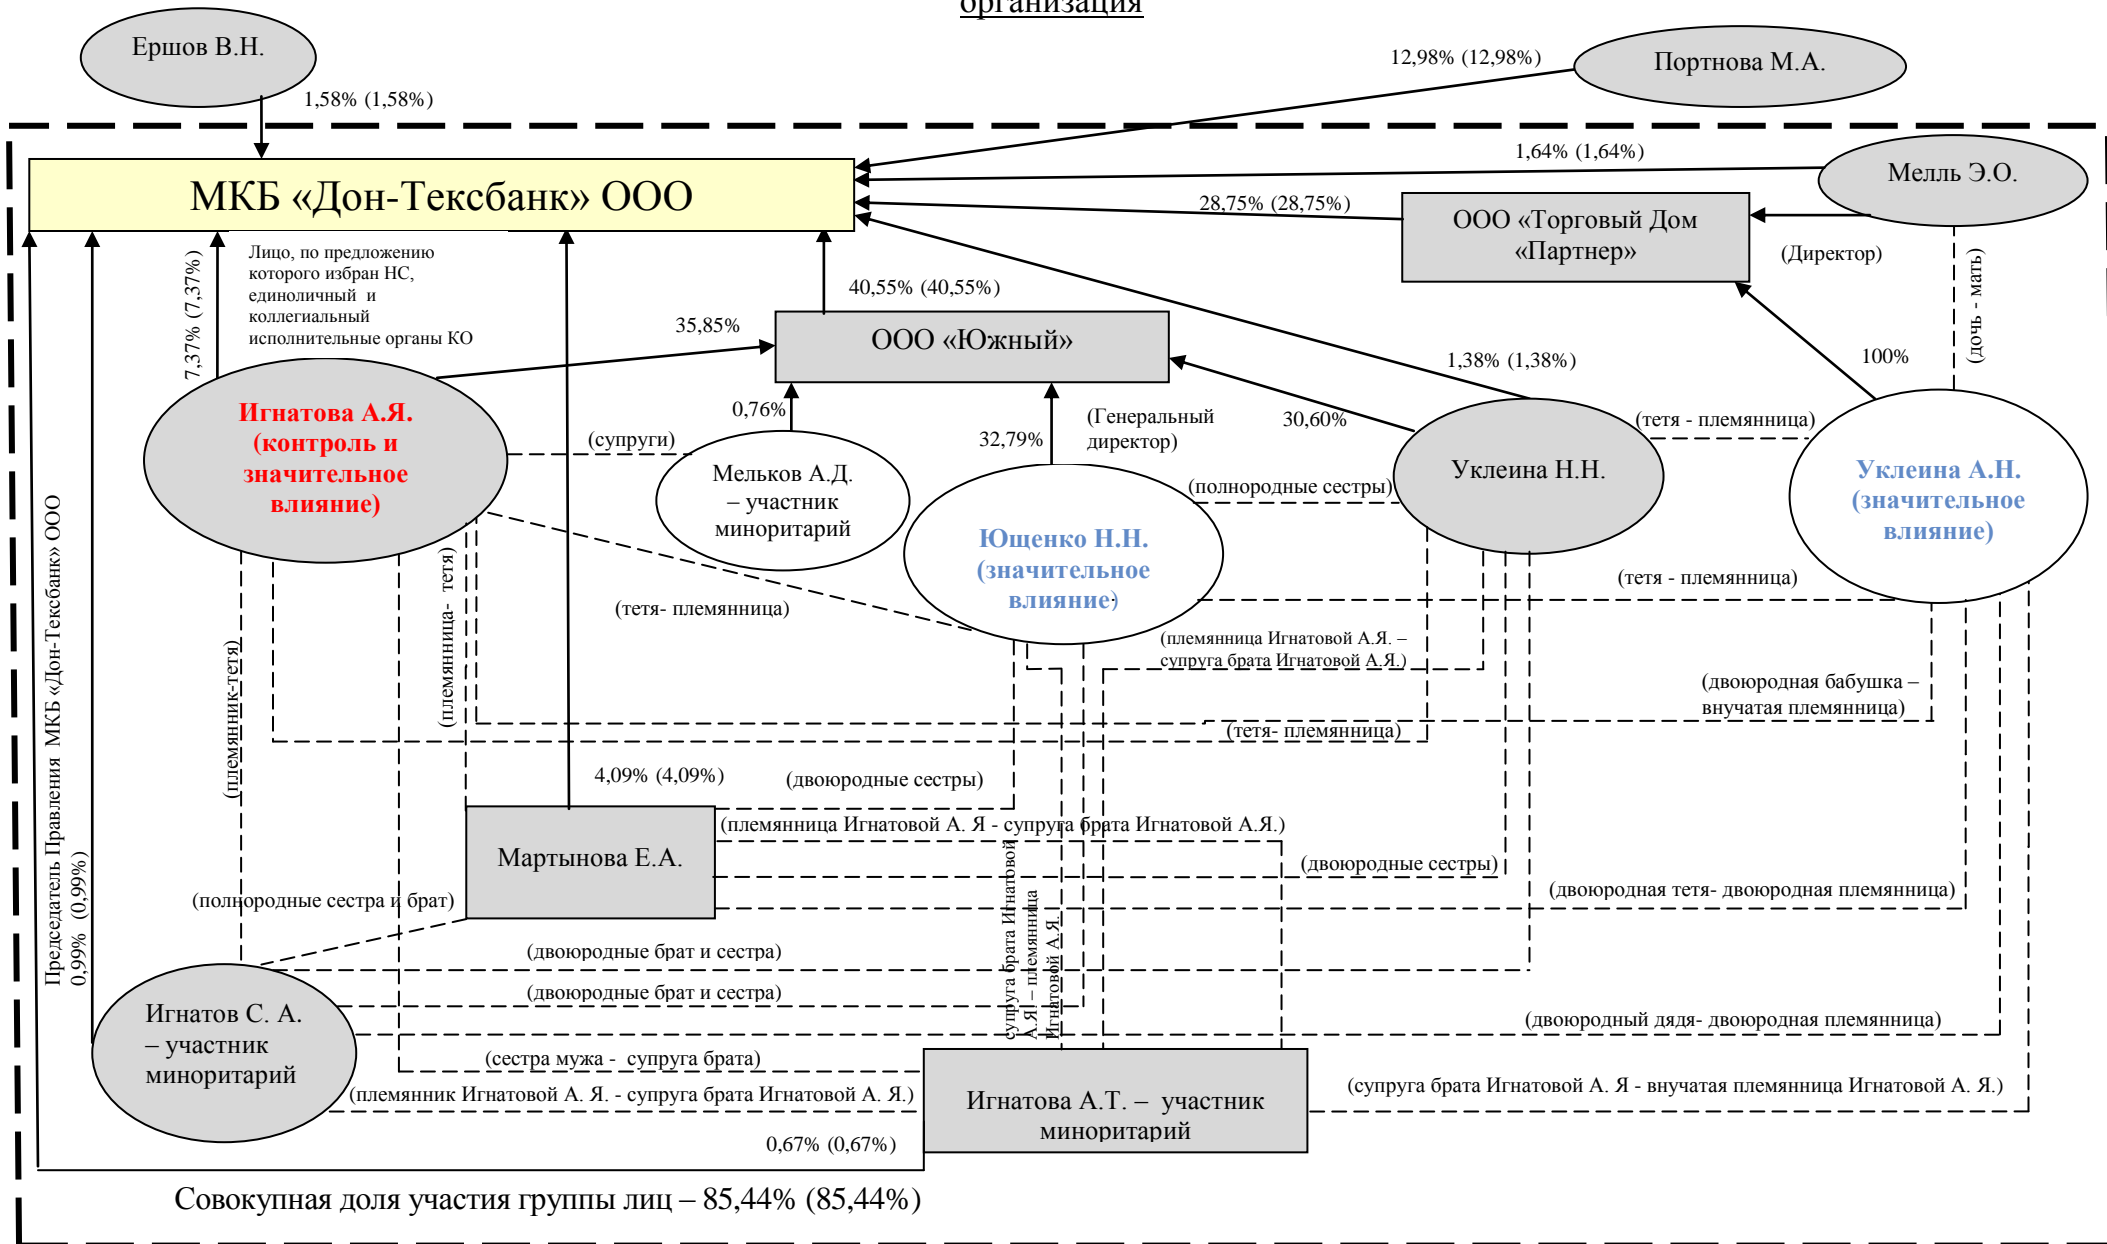 организация
Ершов В.Н.
12,98% (12,98%)
Портнова М.А.
1,58% (1,58%)
1,64% (1,64%)
Мелль Э.О.
МКБ «Дон-Тексбанк» ООО
28,75% (28,75%)
ООО «Торговый Дом
«Партнер»
(Директор)
(дочь - мать)
7,37% (7,37%)
Лицо, по предложению
которого избран НС,
единоличный и
коллегиальный
исполнительные органы КО
40,55% (40,55%)
35,85%
ООО «Южный»
1,38% (1,38%)
100%
Игнатова А.Я.
(контроль и
значительное
влияние)
(супруги)
0,76%
Мельков А.Д.
– участник
миноритарий
32,79%
(Генеральный
директор)
30,60%
(тетя - племянница)
Уклеина Н.Н.
Уклеина А.Н.
(значительное
влияние)
(полнородные сестры)
Ющенко Н.Н.
(значительное
влияние)
(тетя - племянница)
(тетя- племянница)
(племянница- тетя)
(племянник-тетя)
(племянница Игнатовой А.Я. –
супруга брата Игнатовой А.Я.)
(двоюродная бабушка –
внучатая племянница)
(тетя- племянница)
4,09% (4,09%)
(двоюродные сестры)
Председатель Правления МКБ «Дон-Тексбанк» ООО
0,99% (0,99%)
(племянница Игнатовой А. Я - супруга брата Игнатовой А.Я.)
Мартынова Е.А.
(двоюродные сестры)
(двоюродная тетя- двоюродная племянница)
(полнородные сестра и брат)
супруга брата Игнатовой
А.Я. – племянница
Игнатовой А.Я.
(двоюродные брат и сестра)
(двоюродные брат и сестра)
Игнатов С. А.
– участник
миноритарий
(двоюродный дядя- двоюродная племянница)
(сестра мужа - супруга брата)
(племянник Игнатовой А. Я. - супруга брата Игнатовой А. Я.)
Игнатова А.Т. – участник
миноритарий
(супруга брата Игнатовой А. Я - внучатая племянница Игнатовой А. Я.)
0,67% (0,67%)
Совокупная доля участия группы лиц – 85,44% (85,44%)